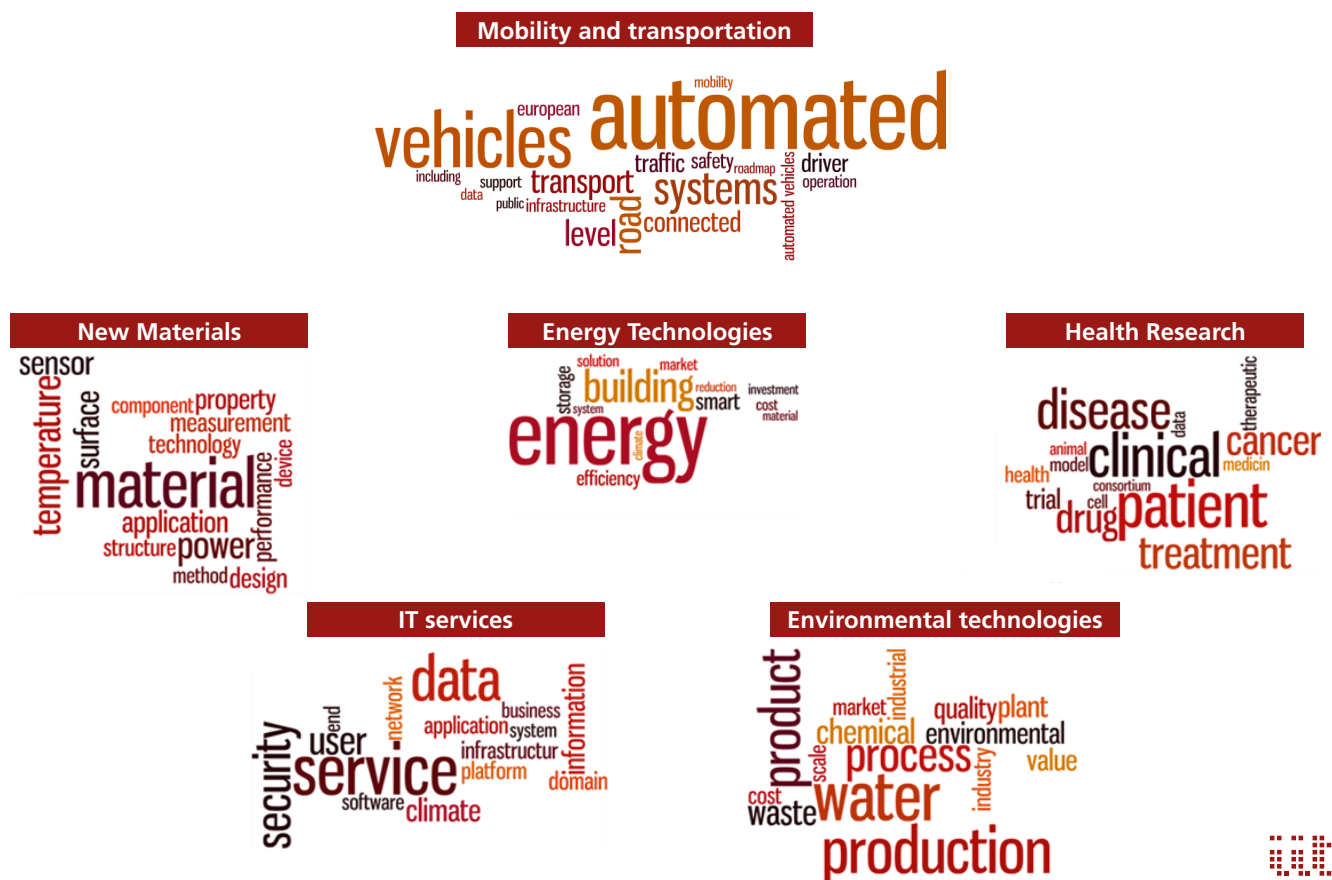 Mobility and transportation
mobility
automated
european
vehicles
traffic safety roadmap driver
including support transport systems automated vehicles operation
data
public infrastructure
level road connected
New Materials
sensor
temperature
surface
component property
measurement
technology
device
material
performance
application
structure power
method design
Energy Technologies
solution market
storage building reduction investment
system smart cost
material
energy
climate
efficiency
Health Research
therapeutic
disease data
animal clinical cancer
health model medicin
consortium
trial cell patient
drug
treatment
IT services
data
network
information
end business
application system
user infrastructur
security service platform
domain
software climate
Environmental technologies
product
industrial
market quality plant
chemical environmental
scale process value
industry
cost water
waste
production